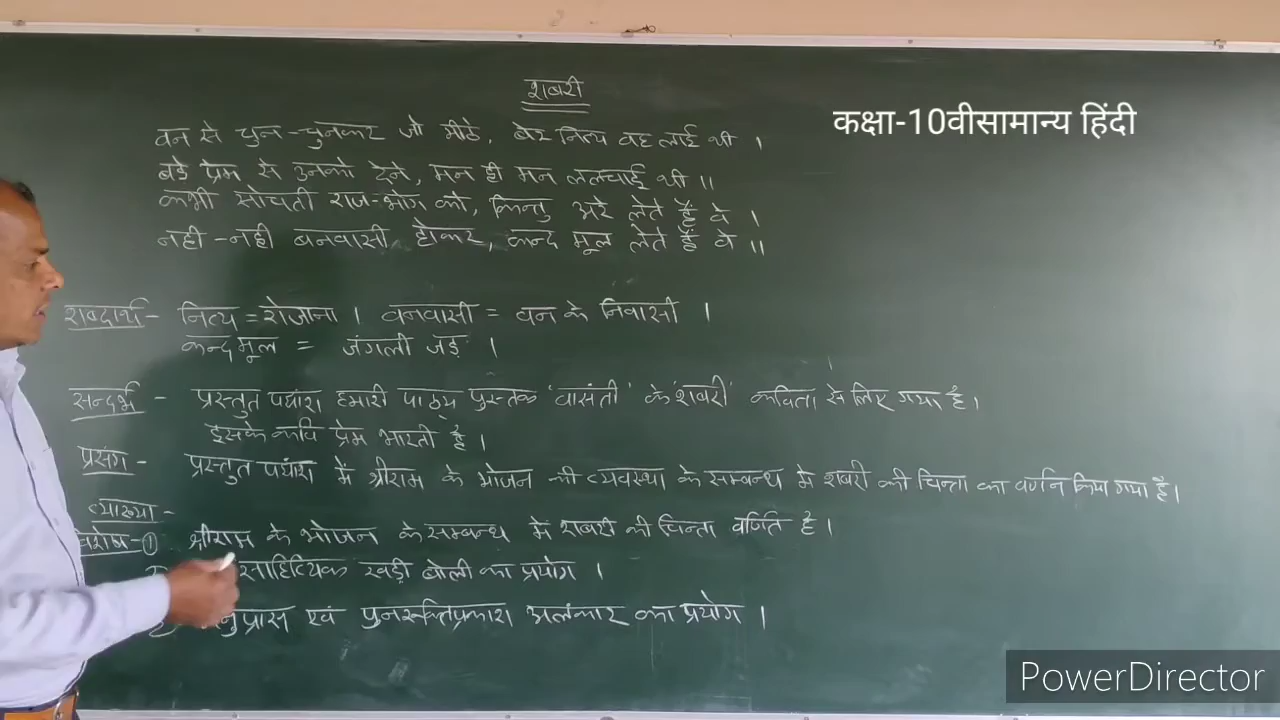 शबरी
कक्षा-10वीसामान्य हिंदी
वन से चुन-चुनकर जो मीठे, बेर नित्य वह लाई थी ।
बड़े प्रेम से उनको देने, मन ही मन ललचाई थी ॥
कभी सोचती राज-भोग को, किन्तु अरे लेते हैं वे ।
नही-नही बनवासी होकर, कन्द मूल लेते हैं वे ॥
शब्दार्थ- नित्य = रोजाना । वनवासी = वन के निवासी ।
कन्दमूल = जंगली जड़ ।
सन्दर्भ- प्रस्तुत पद्यांश हमारी पाठ्य पुस्तक 'वासंती' के 'शबरी' कविता से लिए गया है।
इसके कवि प्रेम भारती है ।
प्रसंग- प्रस्तुत पद्यांश में श्रीराम के भोजन की व्यवस्था के सम्बन्ध मे शबरी की चिन्ता का वर्णन किया गया है।
व्याख्या-
① श्रीराम के भोजन के सम्बन्ध में शबरी की चिन्ता वर्णित है।
साहित्यिक खड़ी बोली का प्रयोग ।
एवं पुनरुक्तिप्रकाश अलंकार का प्रयोग ।
PowerDirector